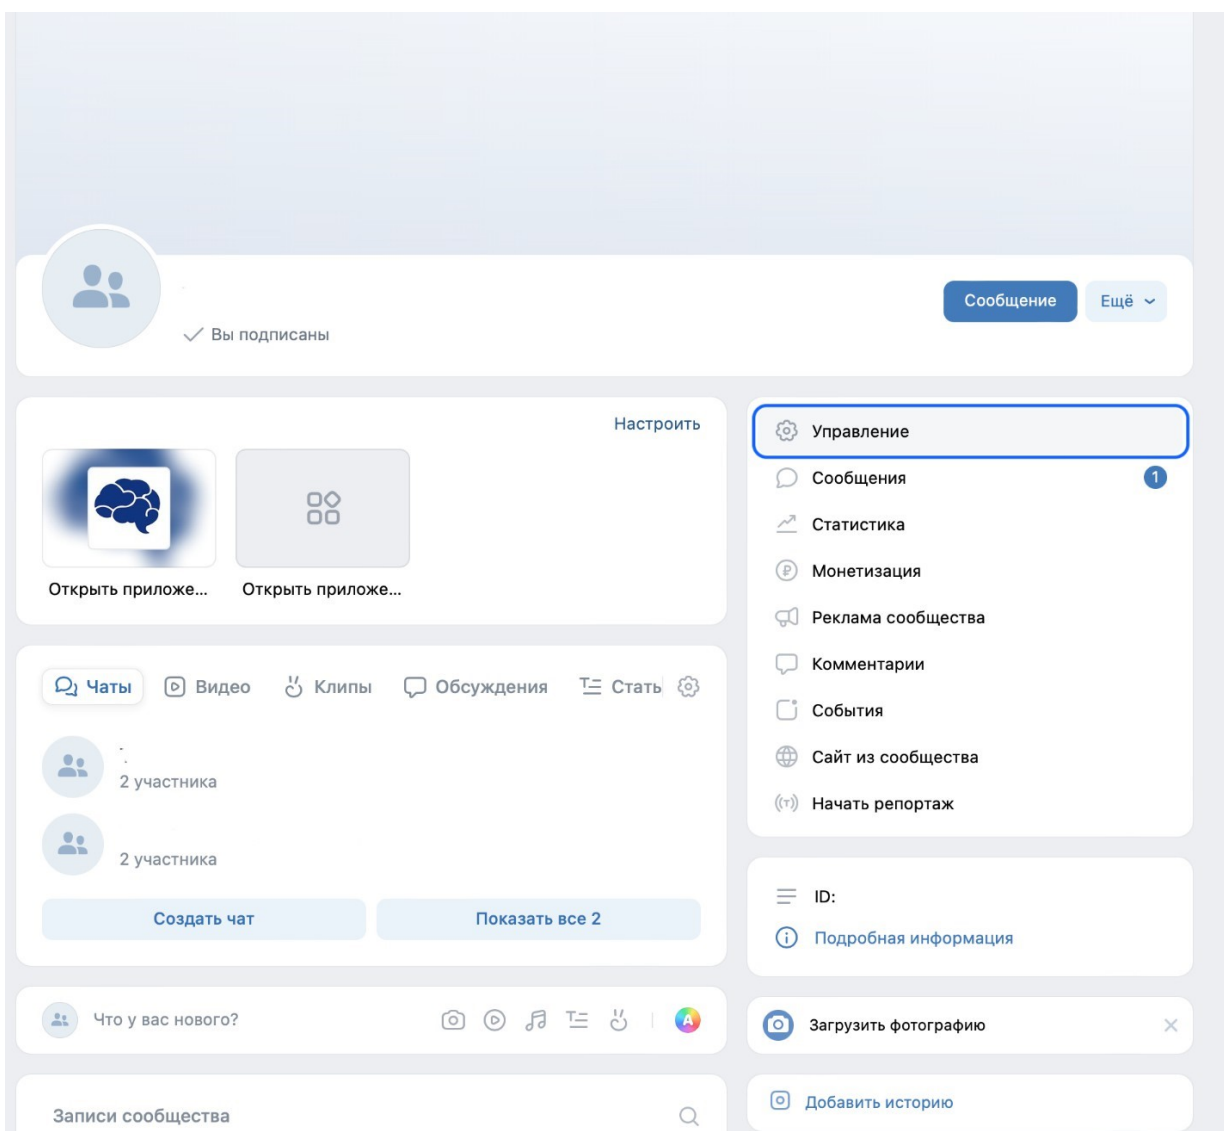 Сообщение
Ещё
Вы подписаны
Настроить
Открыть приложе...
Открыть приложе...
Управление
Сообщения 1
Статистика
Монетизация
Реклама сообщества
Комментарии
События
Сайт из сообщества
Начать репортаж
Чаты Видео Клипы Обсуждения Стать
2 участника
2 участника
Создать чат
Показать все 2
ID:
Подробная информация
Что у вас нового?
Загрузить фотографию
Записи сообщества
Добавить историю